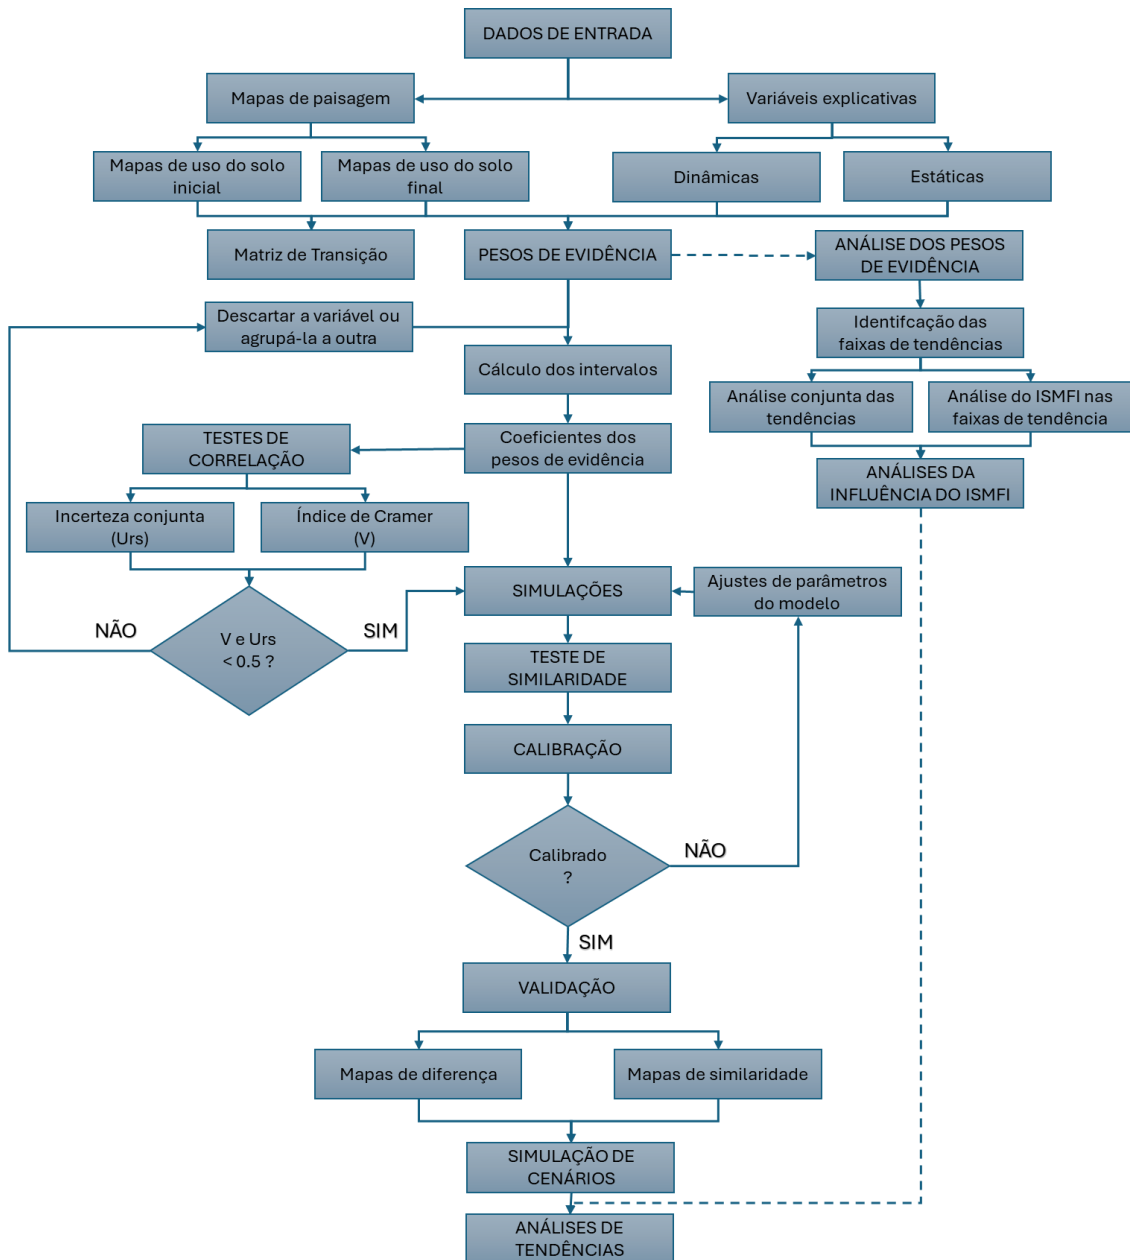 DADOS DE ENTRADA
Mapas de paisagem
Variáveis explicativas
Mapas de uso do solo
inicial
Mapas de uso do solo
final
Dinâmicas
Estáticas
Matriz de Transição
PESOS DE EVIDÊNCIA
ANÁLISE DOS PESOS
DE EVIDÊNCIA
Descartar a variável ou
agrupá-la a outra
Identifcação das
faixas de tendências
Cálculo dos intervalos
Análise conjunta das
tendências
Análise do ISMFI nas
faixas de tendência
TESTES DE
CORRELAÇÃO
Coeficientes dos
pesos de evidência
ANÁLISES DA
INFLUÊNCIA DO ISMFI
Incerteza conjunta
(Urs)
Índice de Cramer
(V)
SIMULAÇÕES
Ajustes de parâmetros
do modelo
NÃO
V e Urs
< 0.5 ?
SIM
TESTE DE
SIMILARIDADE
CALIBRAÇÃO
Calibrado
?
NÃO
SIM
VALIDAÇÃO
Mapas de diferença
Mapas de similaridade
SIMULAÇÃO DE
CENÁRIOS
ANÁLISES DE
TENDÊNCIAS